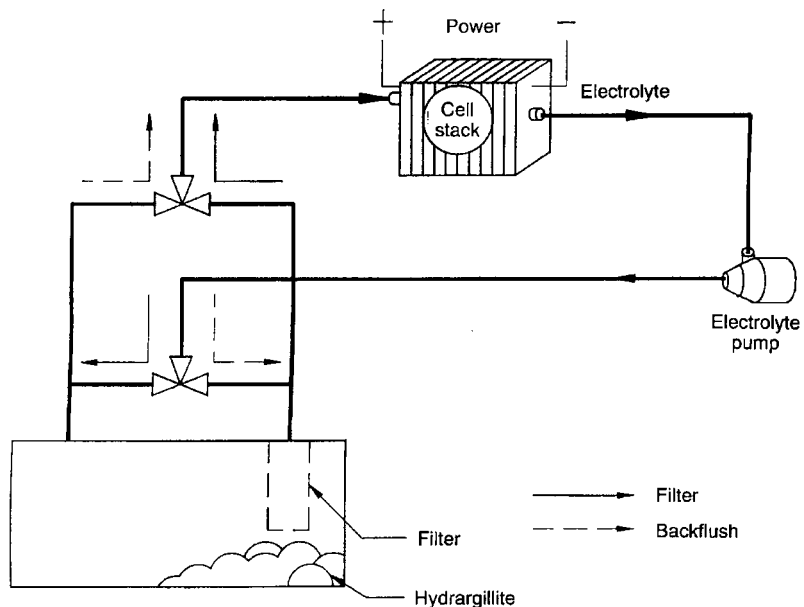 +
Power
−
Electrolyte
Cell
stack
Electrolyte
pump
Filter
Backflush
Filter
Hydrargillite